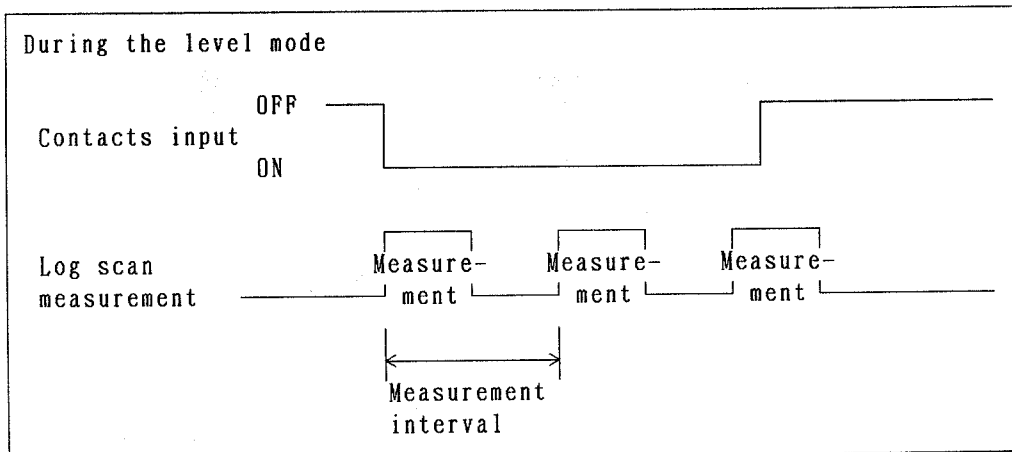 During the level mode
OFF
Contacts input
ON
Log scan
measurement
Measure-
ment
Measure-
ment
Measure-
ment
Measurement
interval